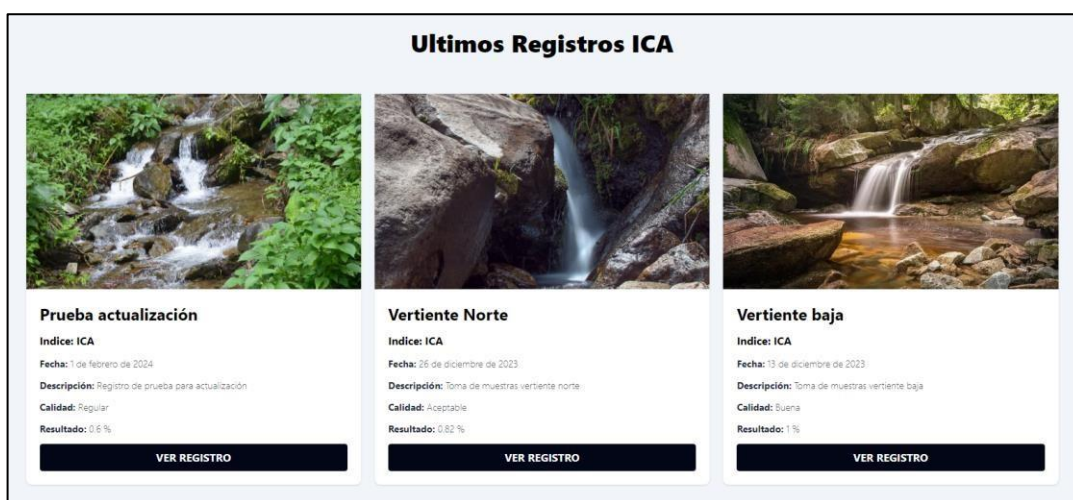 Ultimos Registros ICA
Prueba actualización
Indice: ICA
Fecha: 1 de febrero de 2024
Descripción: Registro de prueba para actualización
Calidad: Regular
Resultado: 0.6 %
VER REGISTRO
Vertiente Norte
Indice: ICA
Fecha: 26 de diciembre de 2023
Descripción: Toma de muestras vertiente norte
Calidad: Aceptable
Resultado: 0.82 %
VER REGISTRO
Vertiente baja
Indice: ICA
Fecha: 13 de diciembre de 2023
Descripción: Toma de muestras vertiente baja
Calidad: Buena
Resultado: 1 %
VER REGISTRO